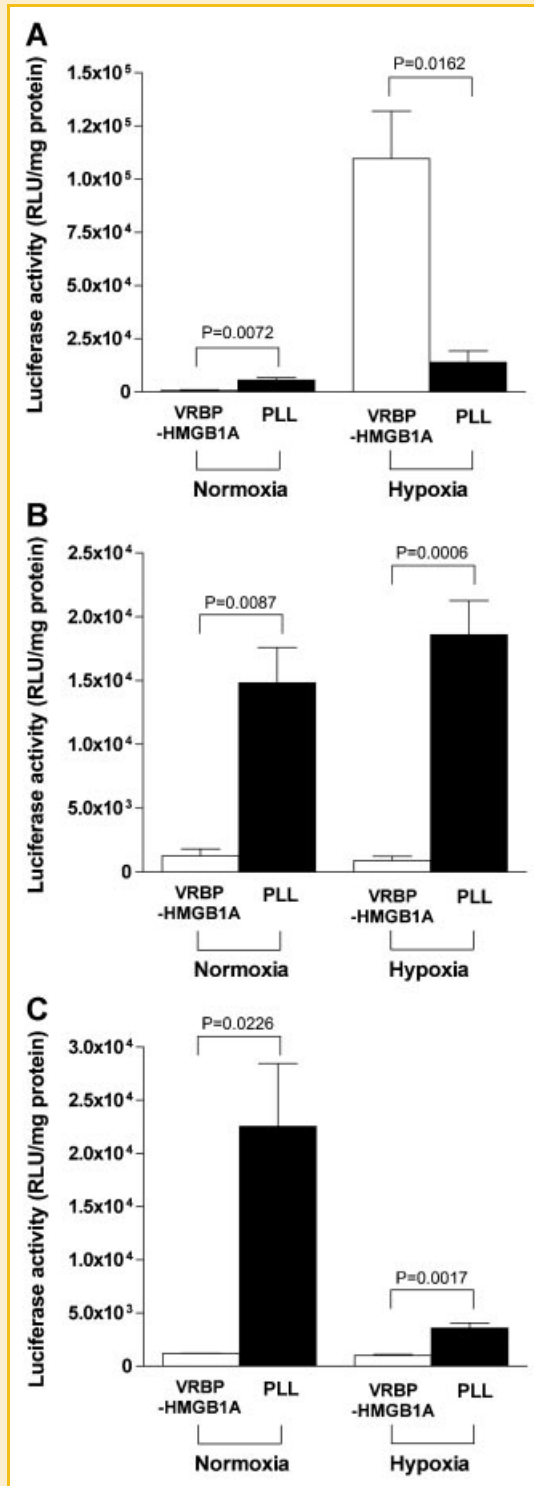 A
Luciferase activity (RLU/mg protein)
1.5x10⁵
1.2x10⁵
1.0x10⁵
7.5x10⁴
5.0x10⁴
2.5x10⁴
0
P=0.0072
P=0.0162
VRBP
-HMGB1A
PLL
VRBP
-HMGB1A
PLL
Normoxia
Hypoxia
B
Luciferase activity (RLU/mg protein)
2.5x10⁴
2.0x10⁴
1.5x10⁴
1.0x10⁴
5.0x10³
0
P=0.0087
P=0.0006
VRBP
-HMGB1A
PLL
VRBP
-HMGB1A
PLL
Normoxia
Hypoxia
C
Luciferase activity (RLU/mg protein)
3.0x10⁴
2.5x10⁴
2.0x10⁴
1.5x10⁴
1.0x10⁴
5.0x10³
0
P=0.0226
P=0.0017
VRBP
-HMGB1A
PLL
VRBP
-HMGB1A
PLL
Normoxia
Hypoxia